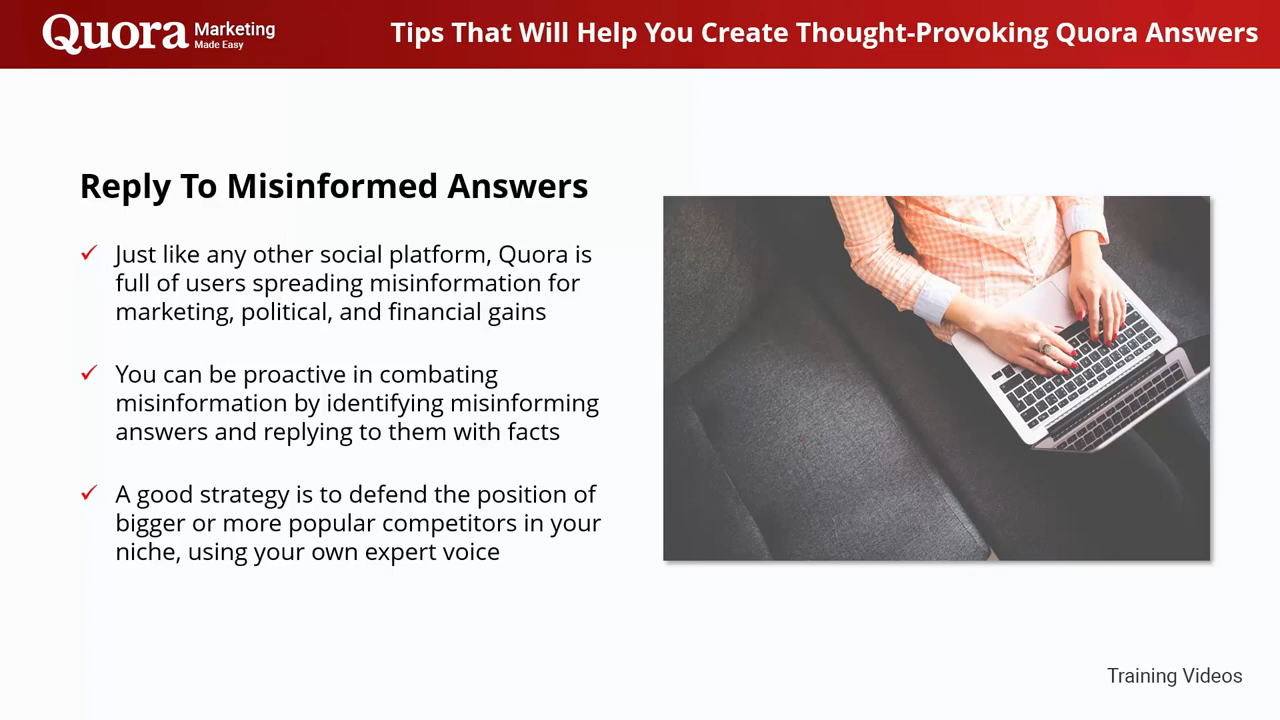 Quora Marketing
Made Easy
Tips That Will Help You Create Thought-Provoking Quora Answers
Reply To Misinformed Answers
Just like any other social platform, Quora is
full of users spreading misinformation for
marketing, political, and financial gains
You can be proactive in combating
misinformation by identifying misinforming
answers and replying to them with facts
A good strategy is to defend the position of
bigger or more popular competitors in your
niche, using your own expert voice
Training Videos